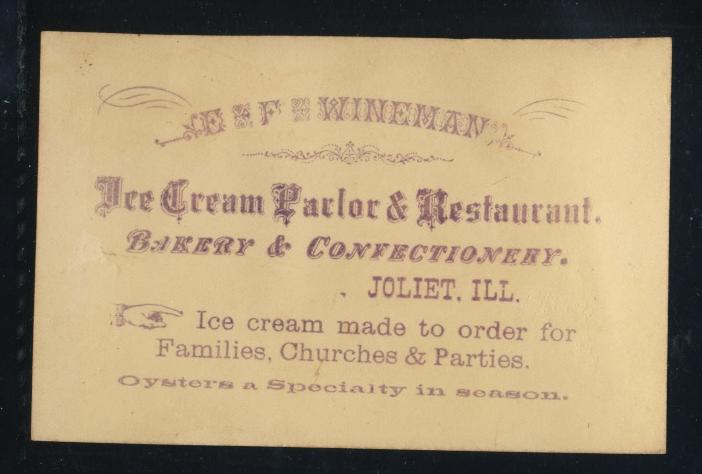 E F WINEMAN
Ice Cream Parlor & Restaurant.
BAKERY & CONFECTIONERY.
JOLIET, ILL.
Ice cream made to order for
Families, Churches & Parties.
Oysters a Specialty in season.